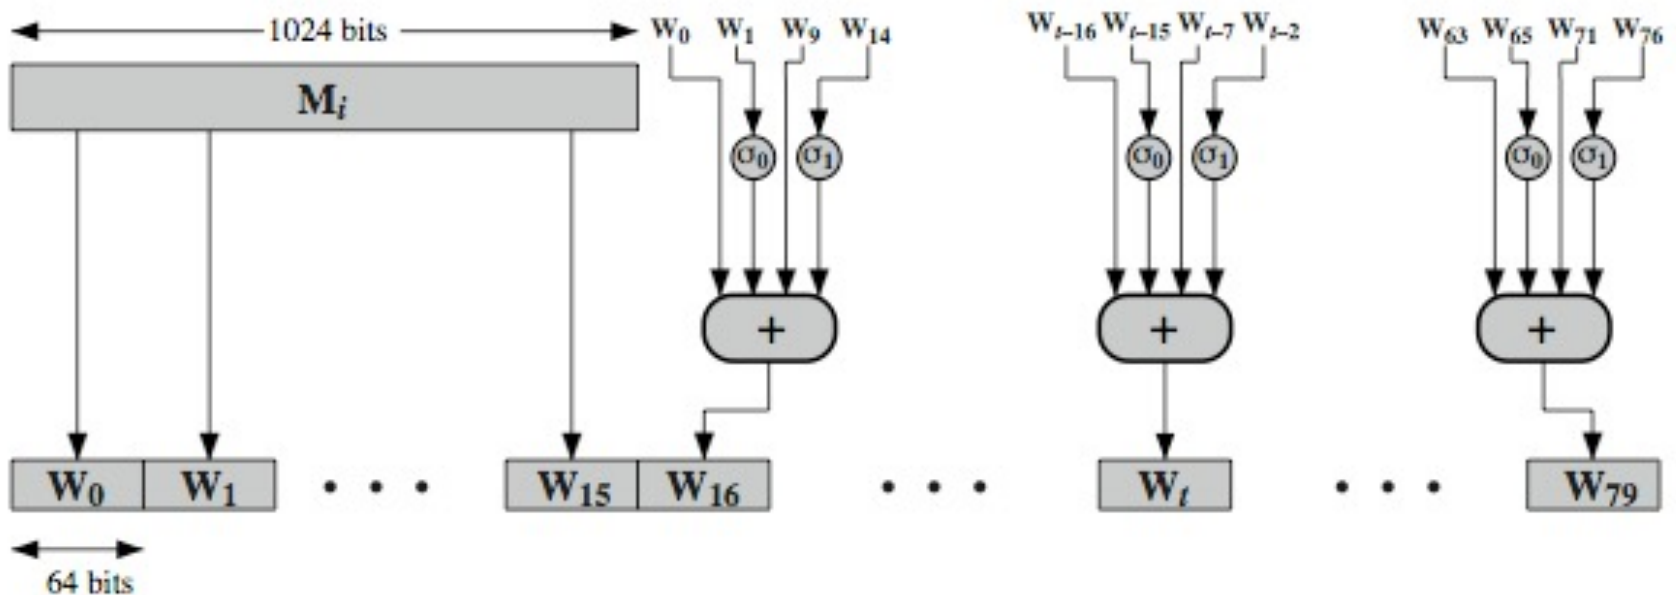 1024 bits W₀ W₁ W₉ W₁₄ Wₜ₋₁₆ Wₜ₋₁₅ Wₜ₋₇ Wₜ₋₂ W₆₃ W₆₅ W₇₁ W₇₆
Mᵢ
σ₀ σ₁ σ₀ σ₁ σ₀ σ₁
+ + +
W₀ W₁ • • • W₁₅ W₁₆ • • • Wₜ • • • W₇₉
64 bits